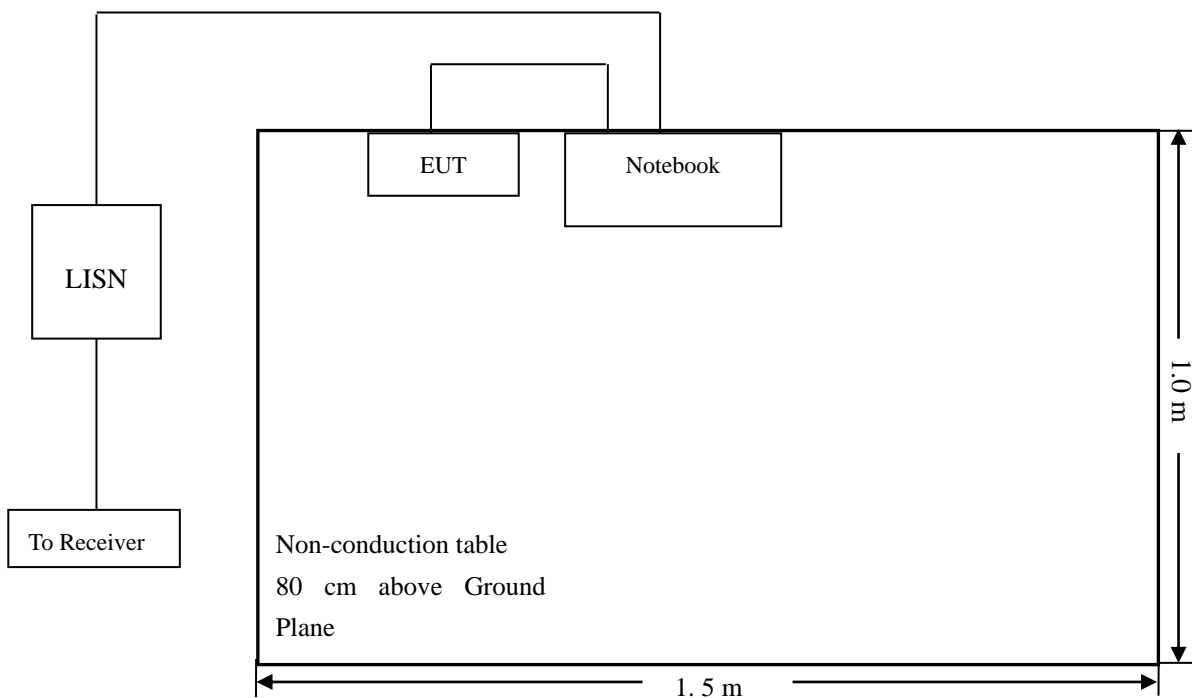 EUT
Notebook
LISN
To Receiver
Non-conduction table
80 cm above Ground
Plane
1.0 m
1. 5 m